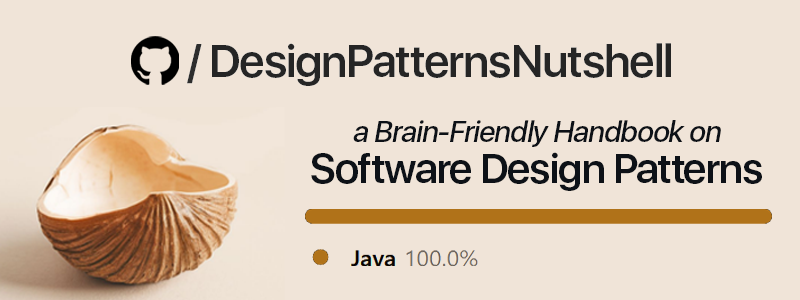 / DesignPatternsNutshell
a Brain-Friendly Handbook on
Software Design Patterns
Java 100.0%